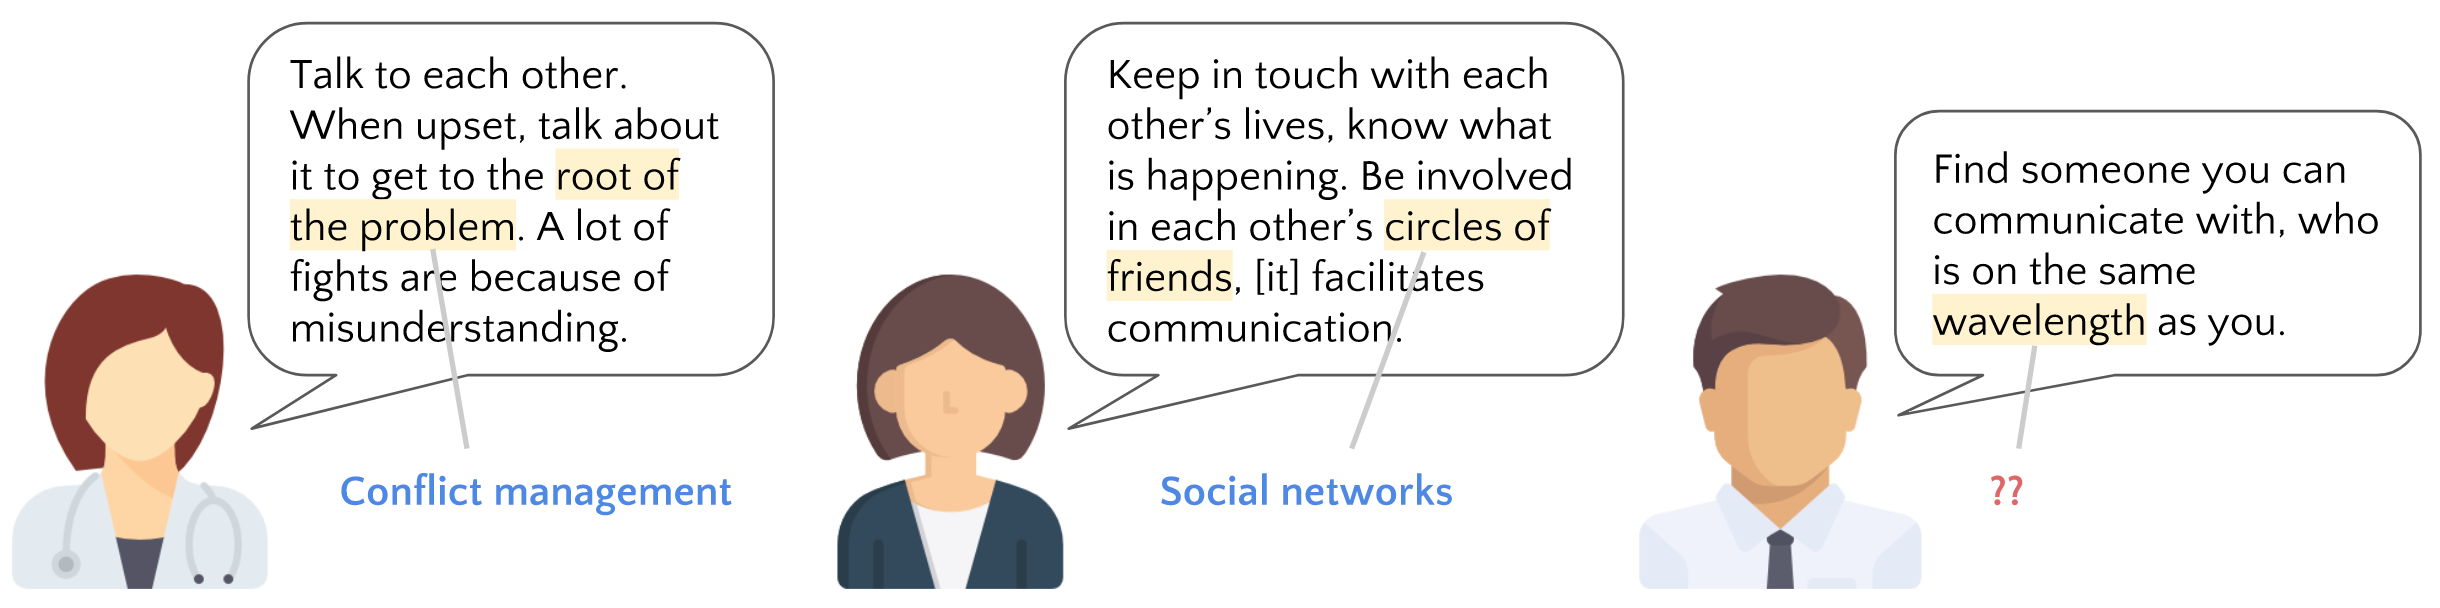 Talk to each other.
When upset, talk about
it to get to the root of
the problem. A lot of
fights are because of
misunderstanding.
Conflict management
Keep in touch with each
other’s lives, know what
is happening. Be involved
in each other’s circles of
friends, [it] facilitates
communication.
Social networks
Find someone you can
communicate with, who
is on the same
wavelength as you.
??